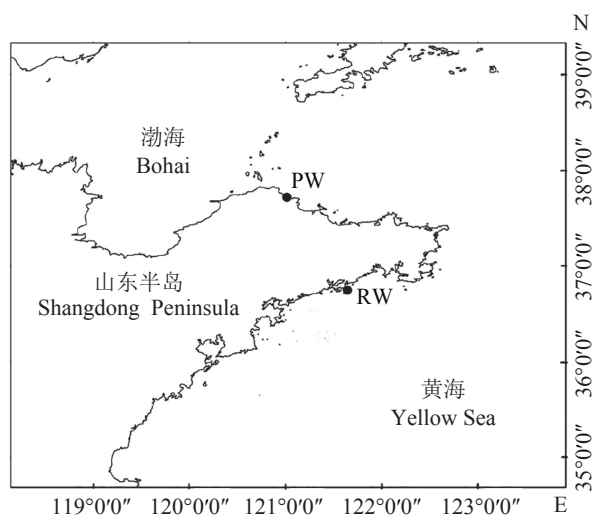 N
39°0′0″
渤海
Bohai
38°0′0″
PW
37°0′0″
山东半岛
Shangdong Peninsula
RW
36°0′0″
黄海
Yellow Sea
35°0′0″
119°0′0″ 120°0′0″ 121°0′0″ 122°0′0″ 123°0′0″ E